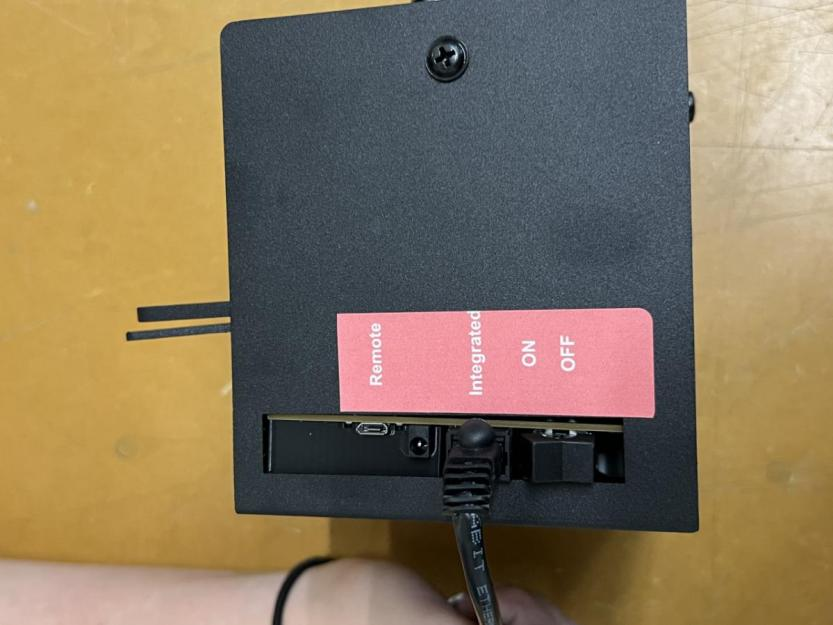 Remote
Integrated
ON
OFF